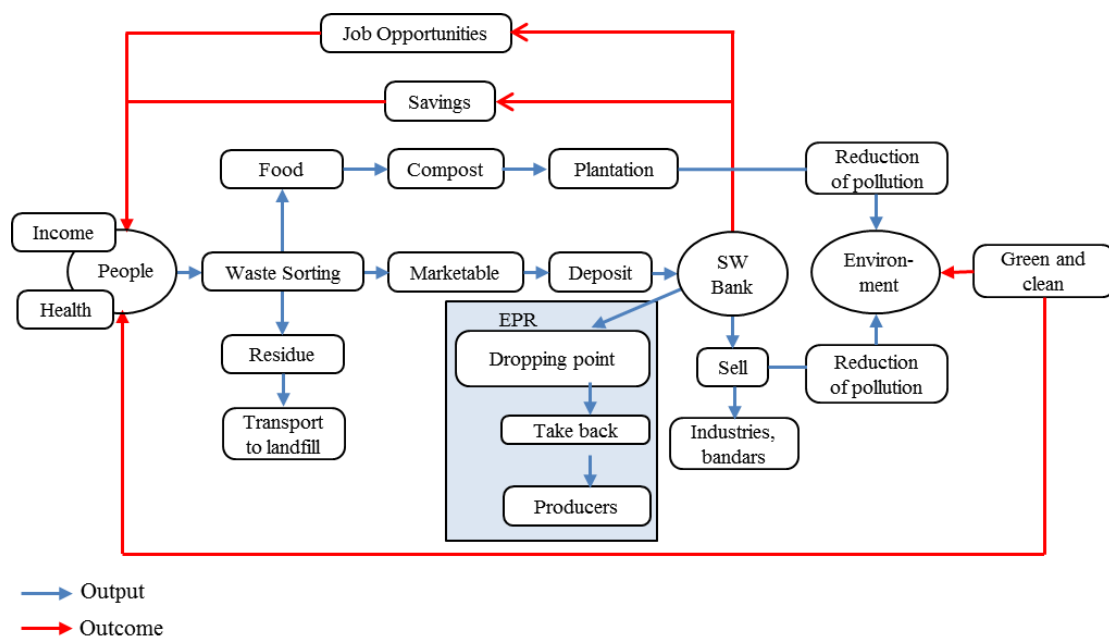 Job Opportunities
Savings
Food
Compost
Plantation
Reduction
of pollution
Income
People
Health
Waste Sorting
Marketable
Deposit
SW
Bank
Environ-
ment
Green and
clean
EPR
Dropping point
Residue
Sell
Reduction
of pollution
Transport
to landfill
Take back
Industries,
bandars
Producers
Output
Outcome